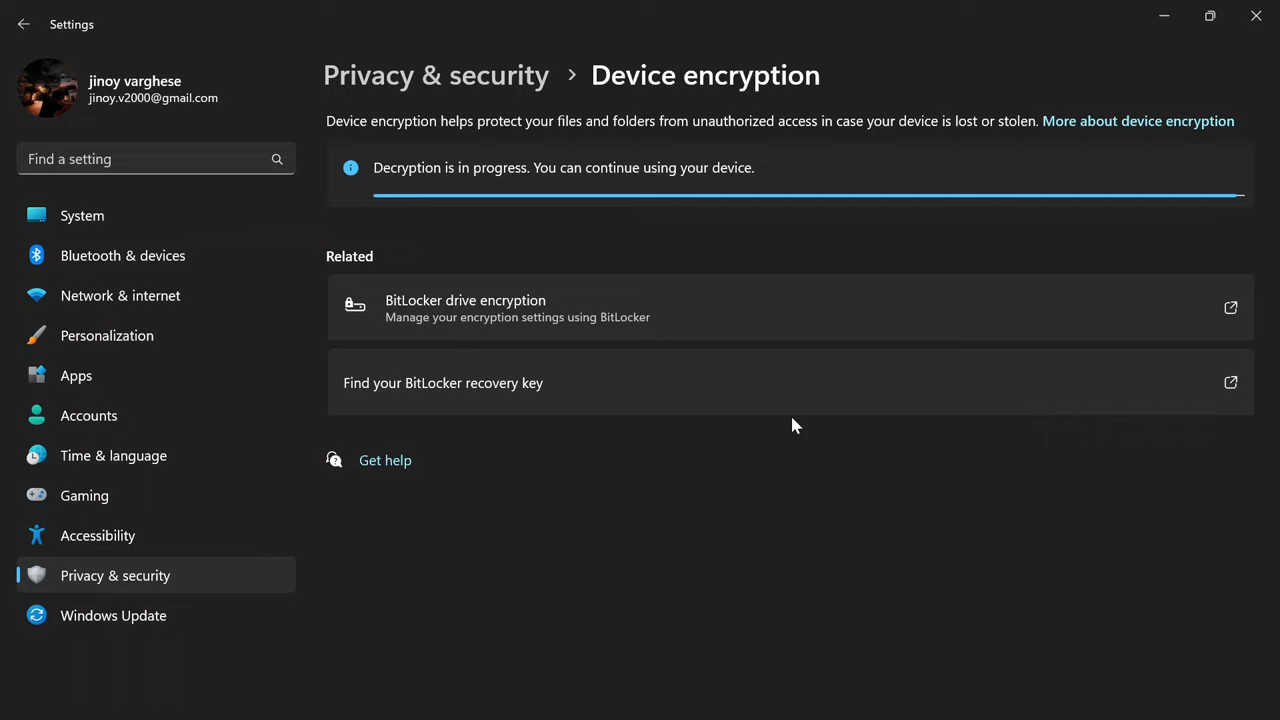 Settings
jinoy varghese
jinoy.v2000@gmail.com
Find a setting
System
Bluetooth & devices
Network & internet
Personalization
Apps
Accounts
Time & language
Gaming
Accessibility
Privacy & security
Windows Update
Privacy & security > Device encryption
Device encryption helps protect your files and folders from unauthorized access in case your device is lost or stolen. More about device encryption
Decryption is in progress. You can continue using your device.
Related
BitLocker drive encryption
Manage your encryption settings using BitLocker
Find your BitLocker recovery key
Get help